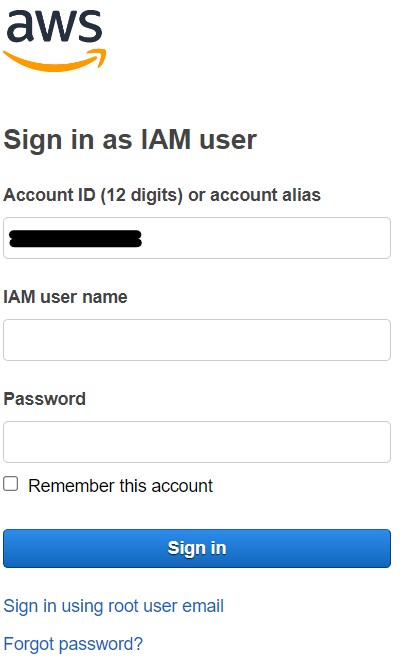 aws
Sign in as IAM user
Account ID (12 digits) or account alias
IAM user name
Password
Remember this account
Sign in
Sign in using root user email
Forgot password?